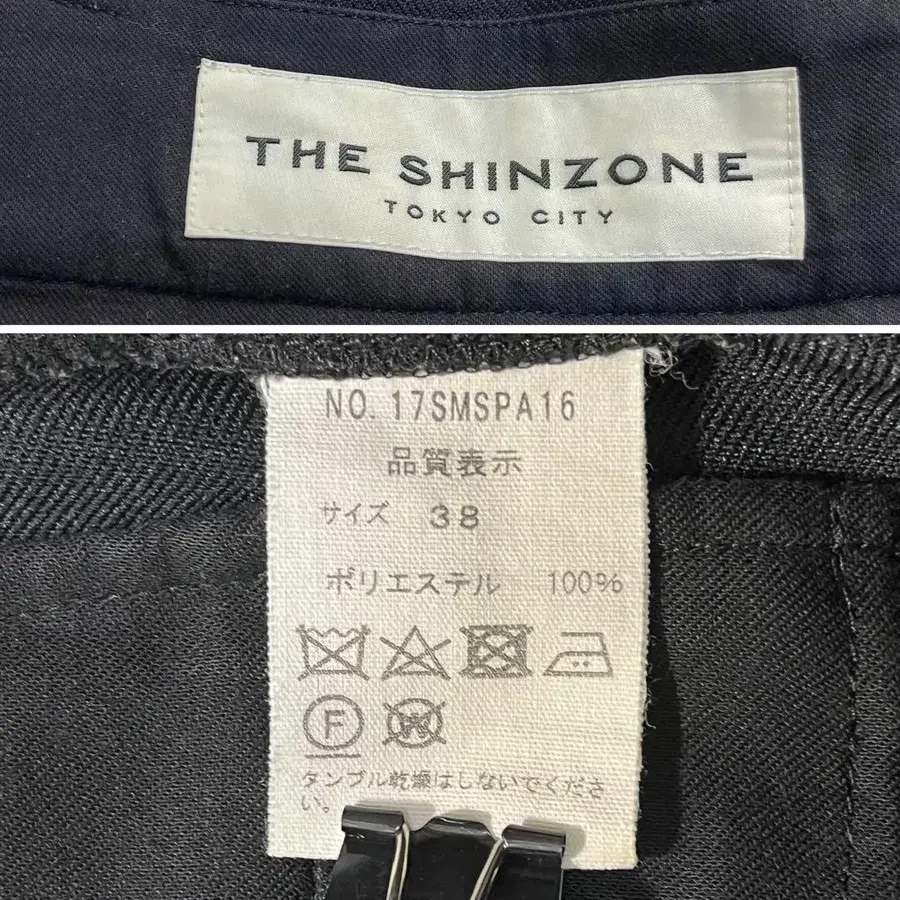 THE SHINZONE
TOKYO CITY
NO. 17SMSPA16
品質表示
サイズ 38
ポリエステル 100%
F
W
タンブル乾燥はしないでくださ
い。